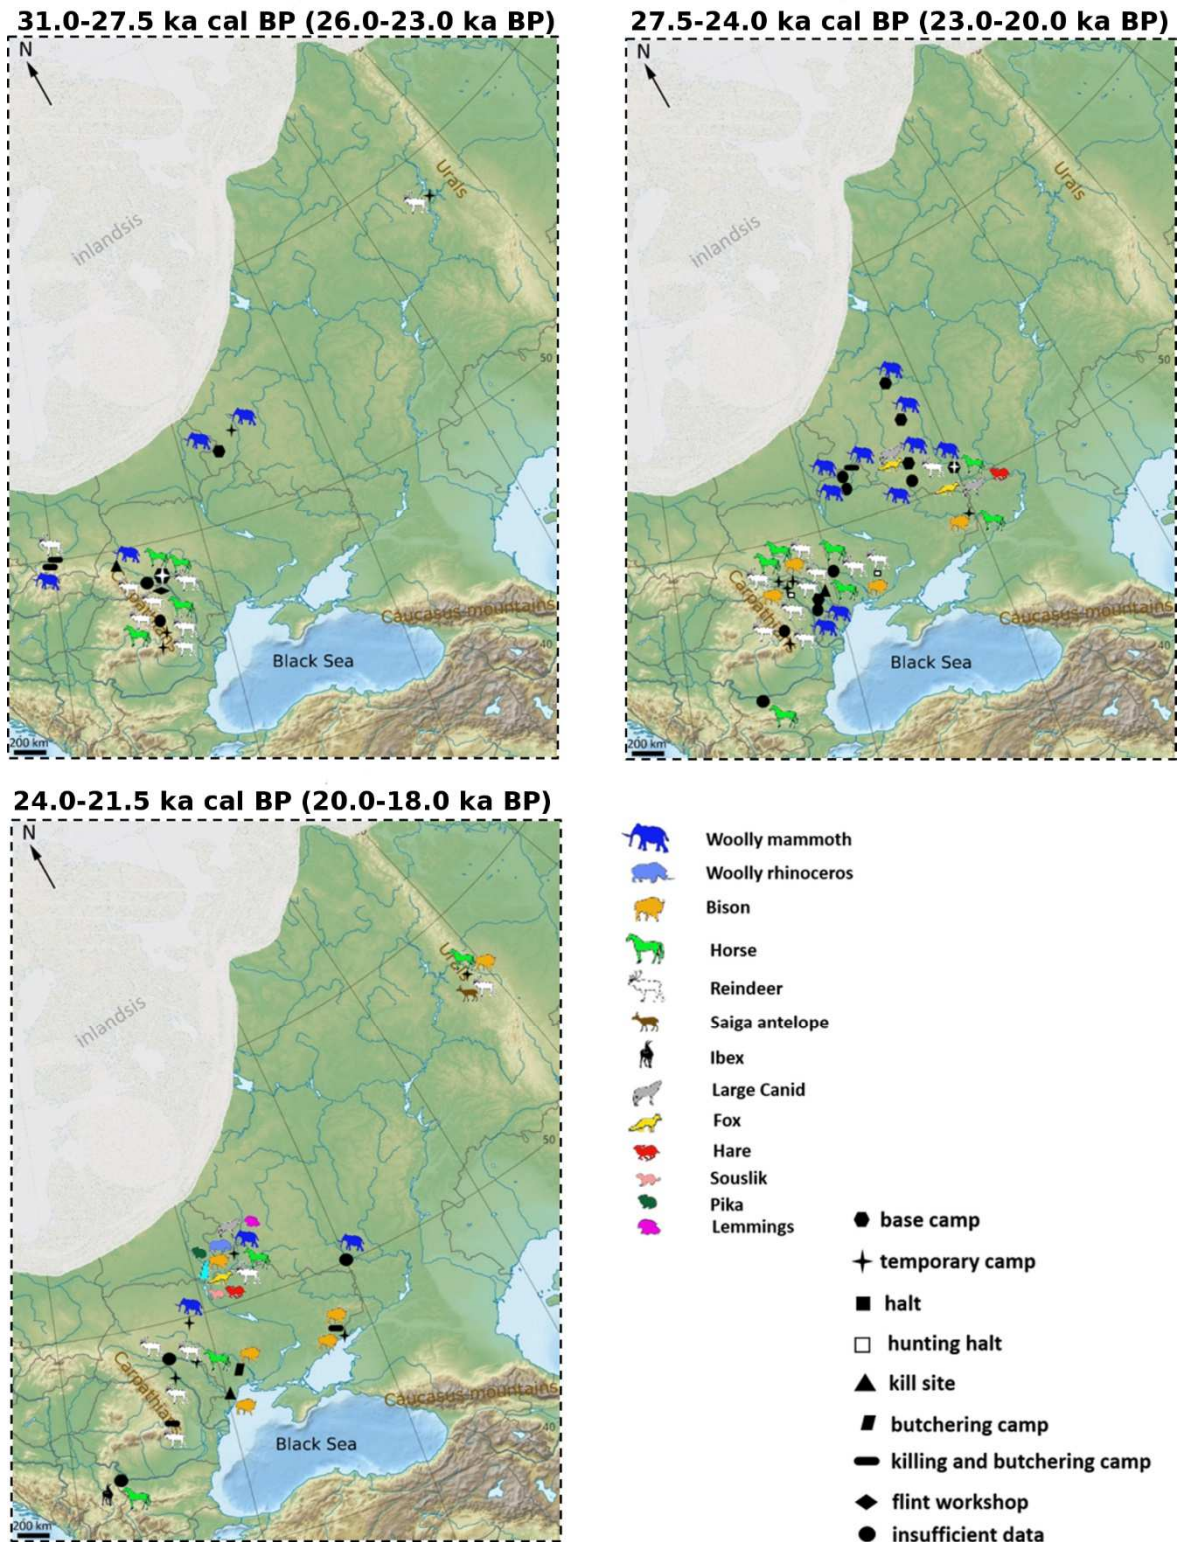 31.0-27.5 ka cal BP (26.0-23.0 ka BP)
N
Urals
inlandsis
50
Carpathians
Caucasus mountains
40
Black Sea
200 km
27.5-24.0 ka cal BP (23.0-20.0 ka BP)
N
Urals
inlandsis
50
Carpathians
Caucasus mountains
40
Black Sea
200 km
24.0-21.5 ka cal BP (20.0-18.0 ka BP)
N
Urals
inlandsis
50
Carpathians
Caucasus mountains
40
Black Sea
200 km
Woolly mammoth
Woolly rhinoceros
Bison
Horse
Reindeer
Saiga antelope
Ibex
Large Canid
Fox
Hare
Souslik
Pika
Lemmings
base camp
temporary camp
halt
hunting halt
kill site
butchering camp
killing and butchering camp
flint workshop
insufficient data